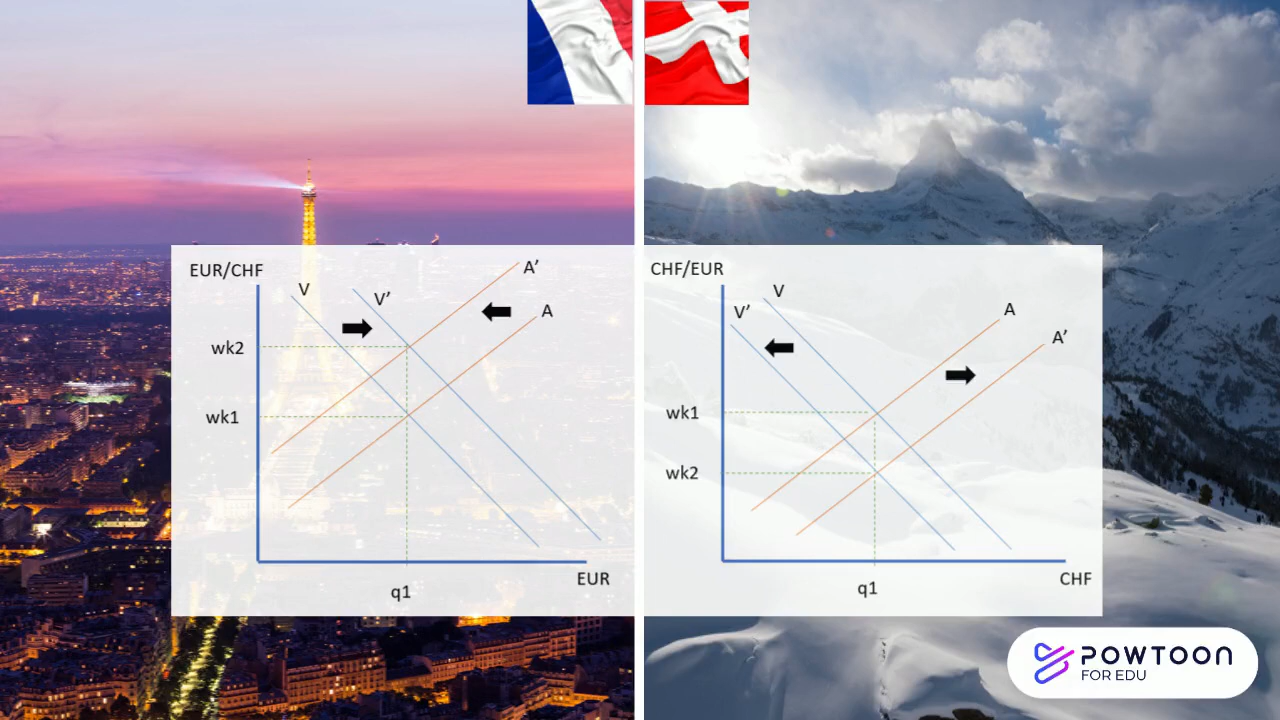 EUR/CHF
V
V’
A’
A
wk2
wk1
EUR
q1
CHF/EUR
V
V’
A
A’
wk1
wk2
CHF
q1
POWTOON
FOR EDU